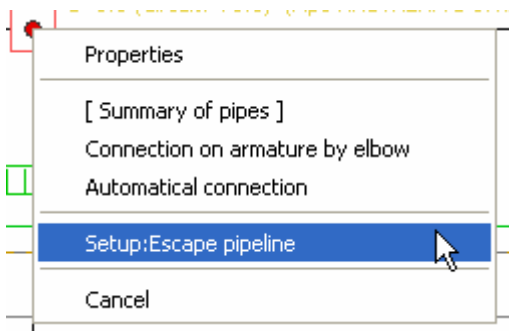 Properties
[ Summary of pipes ]
Connection on armature by elbow
Automatical connection
Setup:Escape pipeline
Cancel